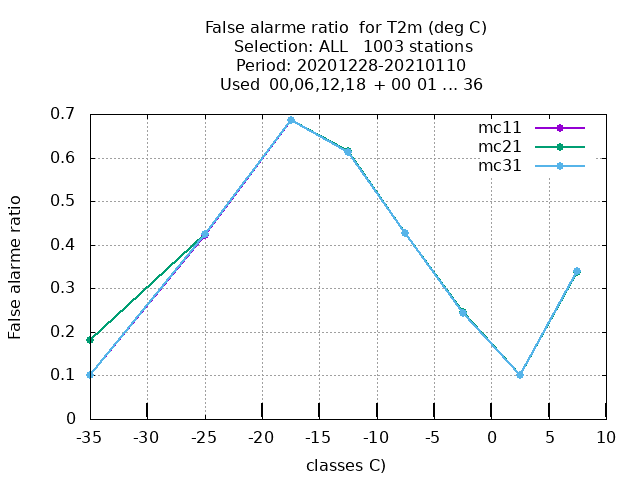 False alarme ratio  for T2m (deg C)
Selection: ALL   1003 stations
Period: 20201228-20210110
Used  00,06,12,18  + 00 01 ... 36
mc11
mc21
mc31
False alarme ratio
0.7
0.6
0.5
0.4
0.3
0.2
0.1
0
-35 -30 -25 -20 -15 -10 -5 0 5 10
classes C)